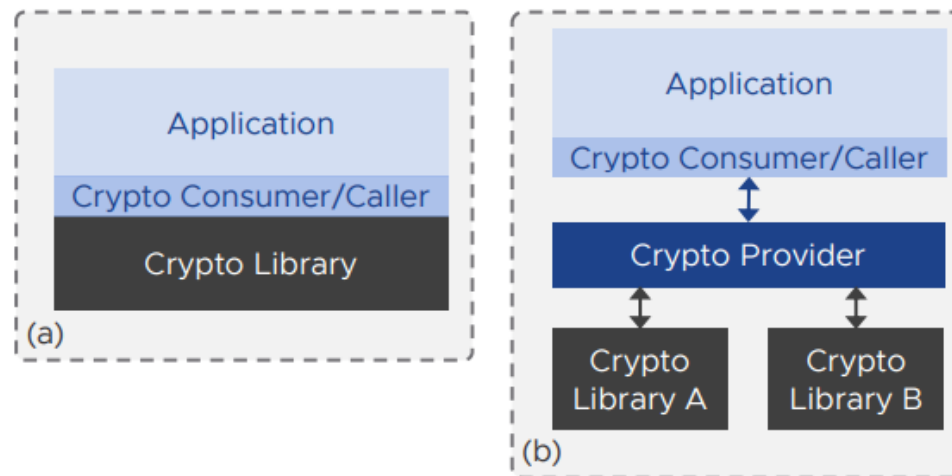 Application
Crypto Consumer/Caller
Crypto Library
(a)
Application
Crypto Consumer/Caller
Crypto Provider
Crypto
Library A
Crypto
Library B
(b)